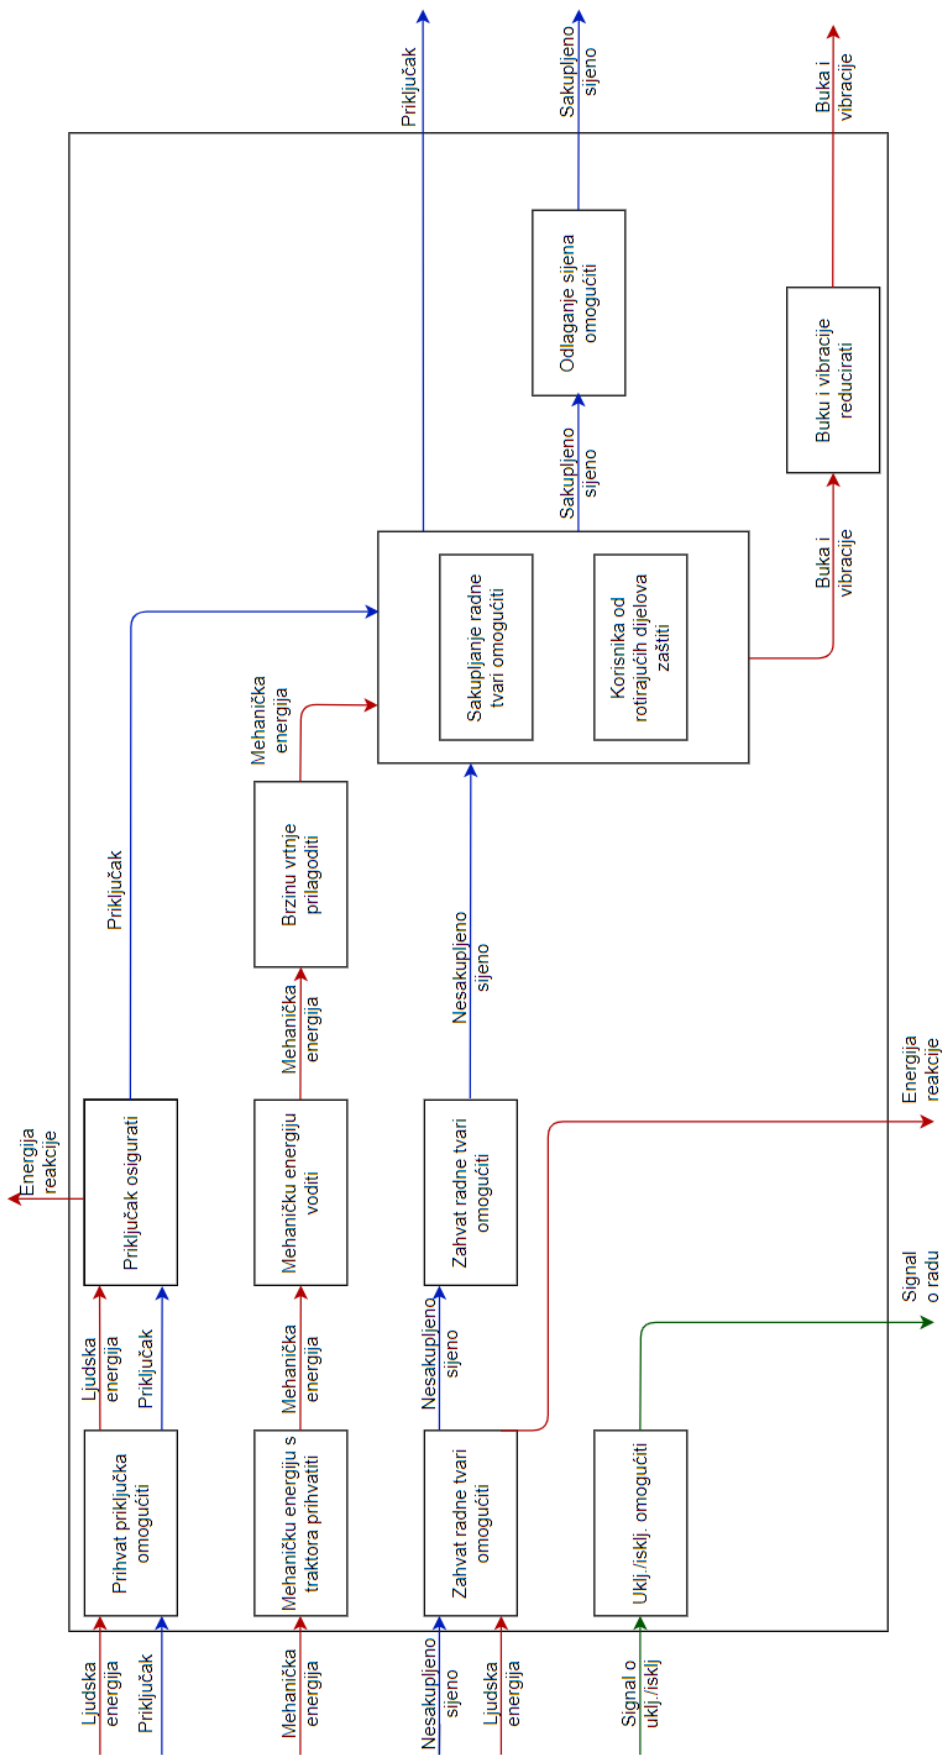 Ljudska
energija
Priključak
Prihvat priključka
omogućiti
Ljudska
energija
Priključak
Priključak osigurati
Energija
reakcije
Priključak
Mehanička
energija
Mehaničku energiju s
traktora prihvatiti
Mehanička
energija
Mehaničku energiju
voditi
Mehanička
energija
Brzinu vrtnje
prilagoditi
Mehanička
energija
Nesakupljeno
sijeno
Ljudska
energija
Zahvat radne tvari
omogućiti
Nesakupljeno
sijeno
Zahvat radne tvari
omogućiti
Nesakupljeno
sijeno
Sakupljanje radne
tvari omogućiti
Korisnika od
rotirajućih dijelova
zaštiti
Priključak
Sakupljeno
sijeno
Odlaganje sijena
omogućiti
Sakupljeno
sijeno
Buka i
vibracije
Buku i vibracije
reducirati
Buka i
vibracije
Signal o
uklj./isklj
Uklj./isklj. omogućiti
Signal
o radu
Energija
reakcije